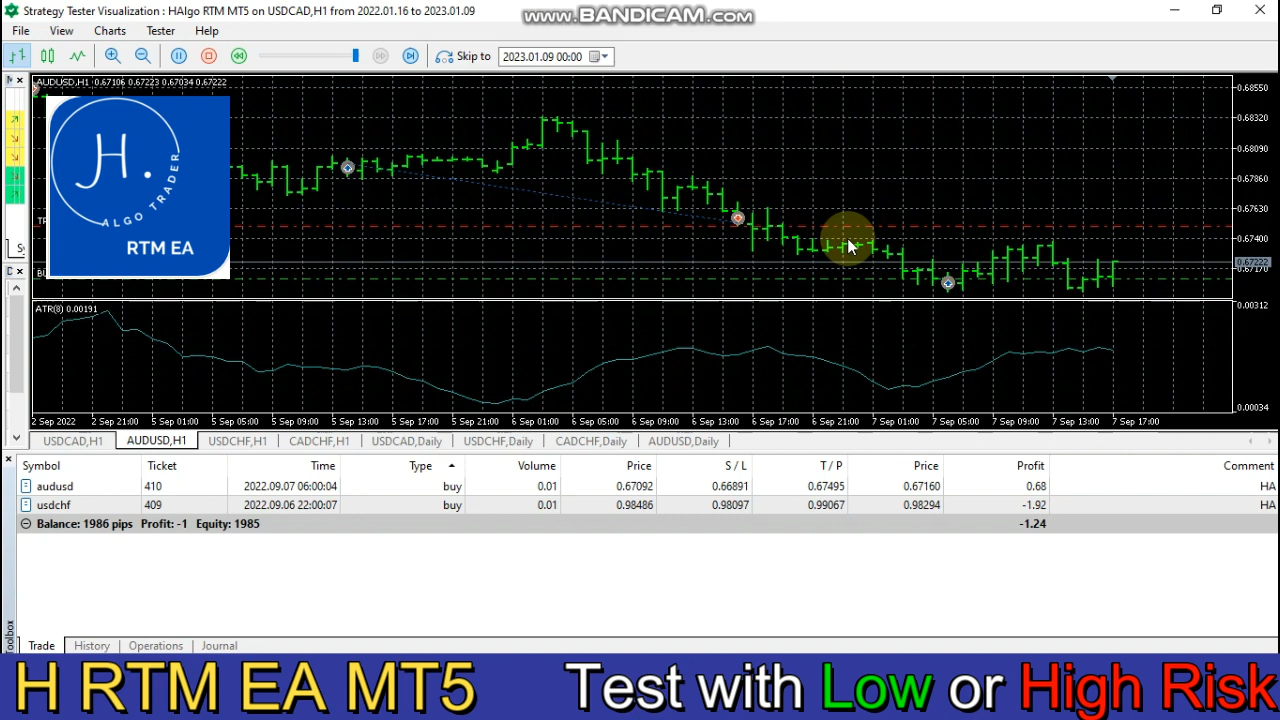 Strategy Tester Visualization : HAlgo RTM MT5 on USDCAD,H1 from 2022.01.16 to 2023.01.09
www.BANDICAM.com
File View Charts Tester Help
Skip to 2023.01.09 00:00
AUDUSD,H1 0.67106 0.67223 0.67034 0.67222
0.68550
0.68320
0.68090
0.67860
0.67630
0.67400
0.67222
0.67170
H.
ALGO TRADER
RTM EA
ATR(8) 0.00191
0.00312
0.00034
2 Sep 2022 2 Sep 21:00 5 Sep 01:00 5 Sep 05:00 5 Sep 09:00 5 Sep 13:00 5 Sep 17:00 5 Sep 21:00 6 Sep 01:00 6 Sep 05:00 6 Sep 09:00 6 Sep 13:00 6 Sep 17:00 6 Sep 21:00 7 Sep 01:00 7 Sep 05:00 7 Sep 09:00 7 Sep 13:00 7 Sep 17:00
USDCAD,H1 AUDUSD,H1 USDCHF,H1 CADCHF,H1 USDCAD,Daily USDCHF,Daily CADCHF,Daily AUDUSD,Daily
Symbol Ticket Time Type Volume Price S / L T / P Price Profit Comment
audusd 410 2022.09.07 06:00:04 buy 0.01 0.67092 0.66891 0.67495 0.67160 0.68 HA
usdchf 409 2022.09.06 22:00:07 buy 0.01 0.98486 0.98097 0.99067 0.98294 -1.92 HA
Balance: 1986 pips Profit: -1 Equity: 1985 -1.24
Toolbox
Trade History Operations Journal
H RTM EA MT5 Test with Low or High Risk